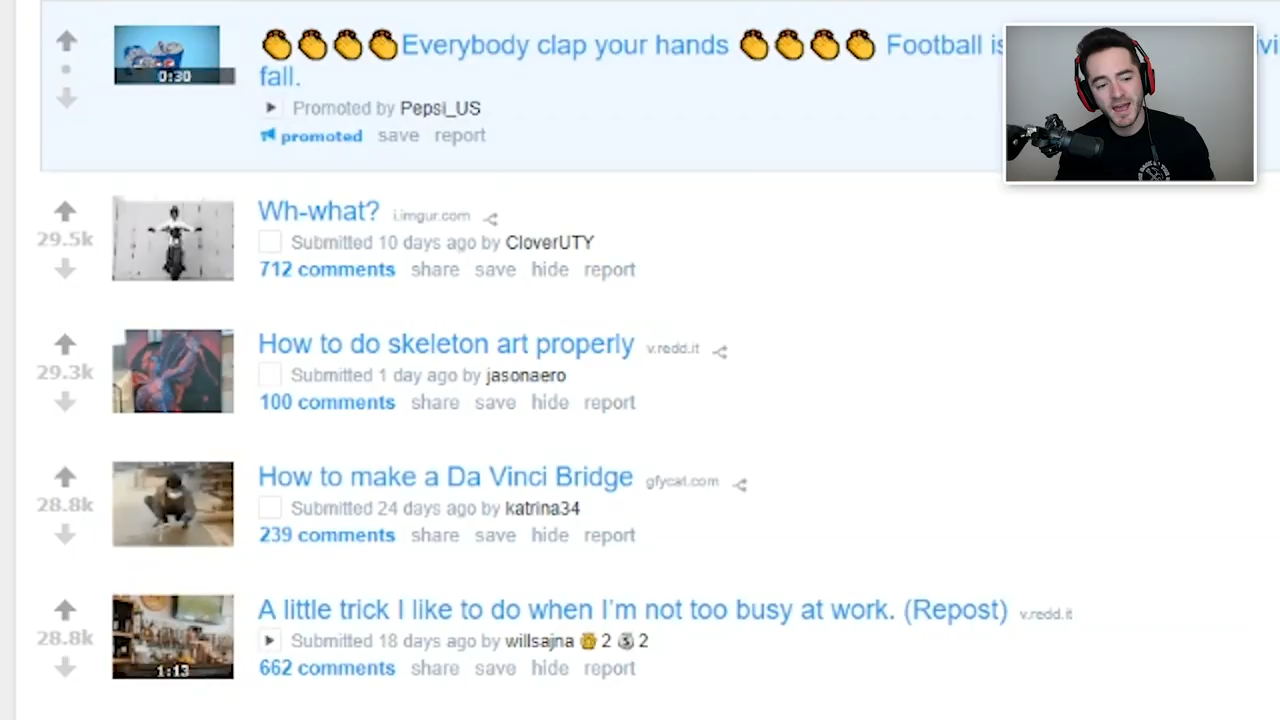 👏👏👏👏Everybody clap your hands 👏👏👏👏 Football is
fall.
Promoted by Pepsi_US
promoted save report
0:30
Wh-what? i.imgur.com
29.5k
Submitted 10 days ago by CloverUTY
712 comments share save hide report
How to do skeleton art properly v.redd.it
29.3k
Submitted 1 day ago by jasonaero
100 comments share save hide report
How to make a Da Vinci Bridge gfycat.com
28.8k
Submitted 24 days ago by katrina34
239 comments share save hide report
A little trick I like to do when I'm not too busy at work. (Repost) v.redd.it
28.8k
Submitted 18 days ago by willsajna 2 2
662 comments share save hide report
1:13